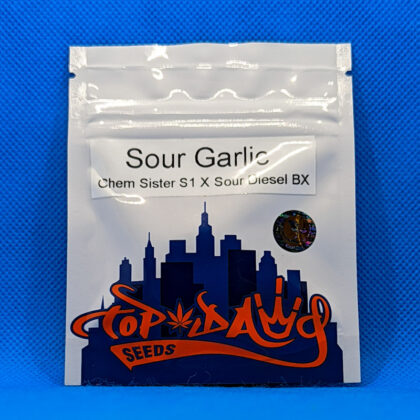 Sour Garlic
Chem Sister S1 X Sour Diesel BX
TOP DAWG
SEEDS